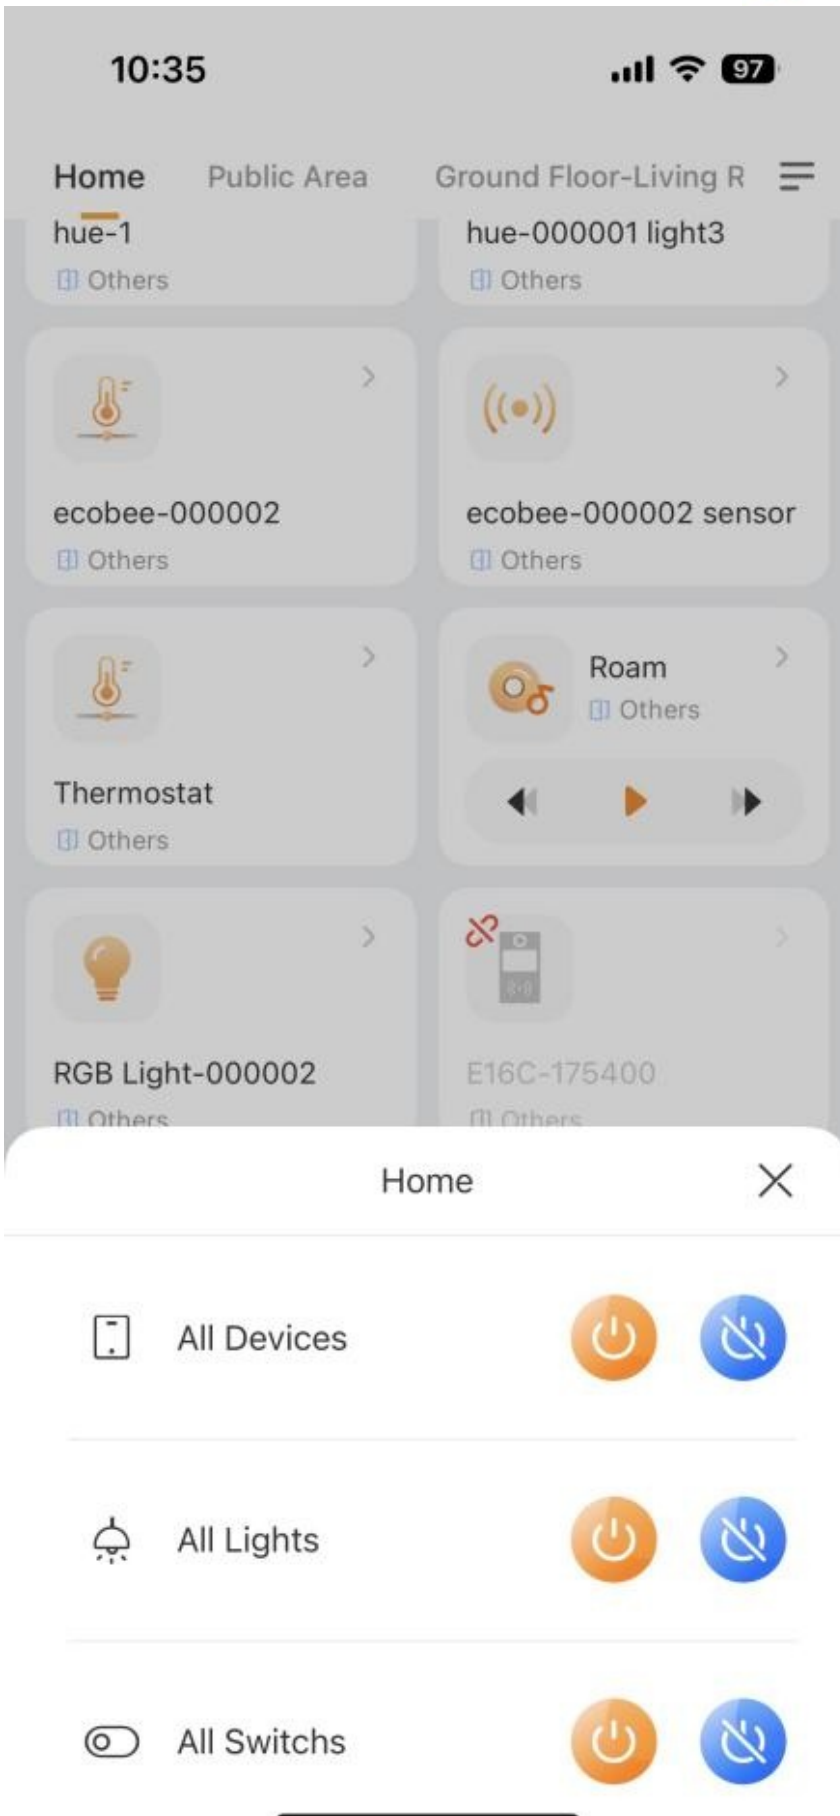 10:35
97
Home Public Area Ground Floor-Living R
hue-1
Others
hue-000001 light3
Others
ecobee-000002
Others
ecobee-000002 sensor
Others
Thermostat
Others
Roam
Others
RGB Light-000002
Others
E16C-175400
Others
Home
All Devices
All Lights
All Switchs